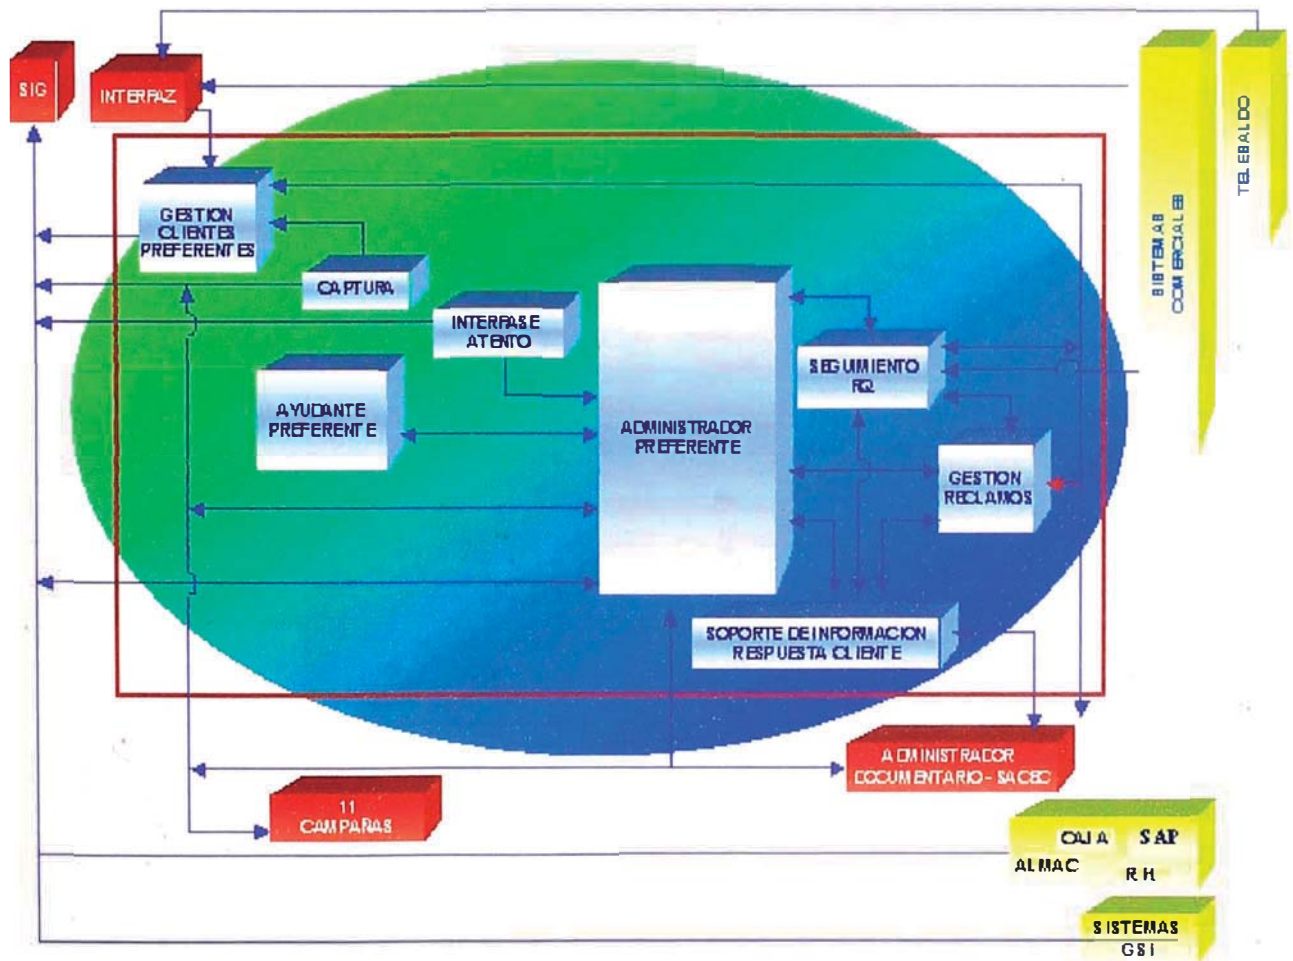 SIG
INTERFAZ
TELEBALDO
SISTEMAS
COMERCIALES
GESTION
CLIENTES
PREFERENTES
CAPTURA
INTERFASE
ATENTO
SEGUIMIENTO
RQ
AYUDANTE
PREFERENTE
ADMINISTRADOR
PREFERENTE
GESTION
RECLAMOS
SOPORTE DE INFORMACION
RESPUESTA CLIENTE
ADMINISTRADOR
DOCUMENTARIO - SACEC
11
CAMPAÑAS
CAJA SAP
ALMAC RH
SISTEMAS
GSI